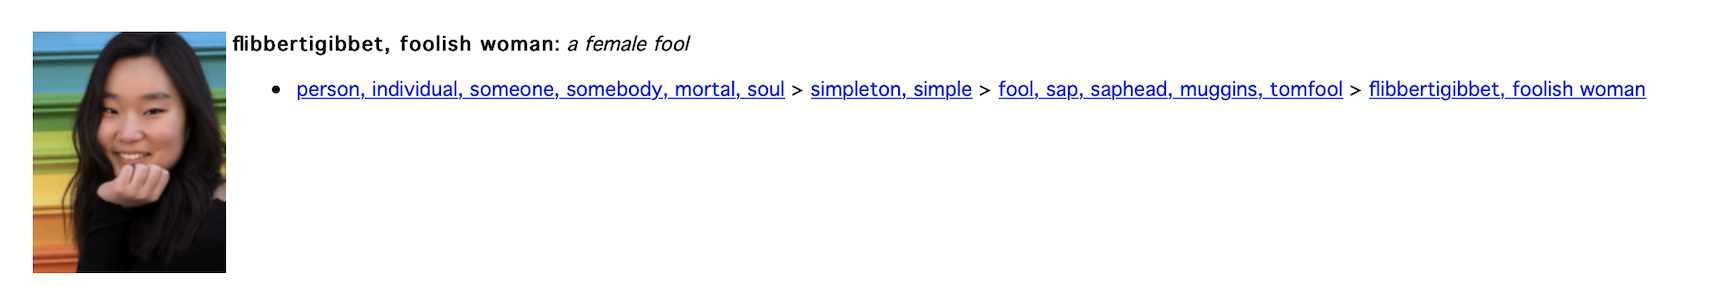 flibbertigibbet, foolish woman: a female fool
• person, individual, someone, somebody, mortal, soul > simpleton, simple > fool, sap, saphead, muggins, tomfool > flibbertigibbet, foolish woman